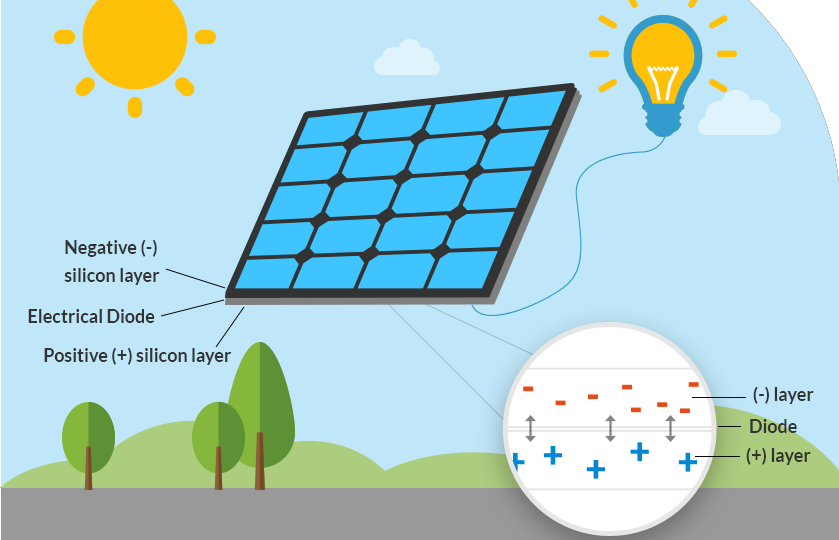 Negative (-)
silicon layer
Electrical Diode
Positive (+) silicon layer
(-) layer
Diode
(+) layer